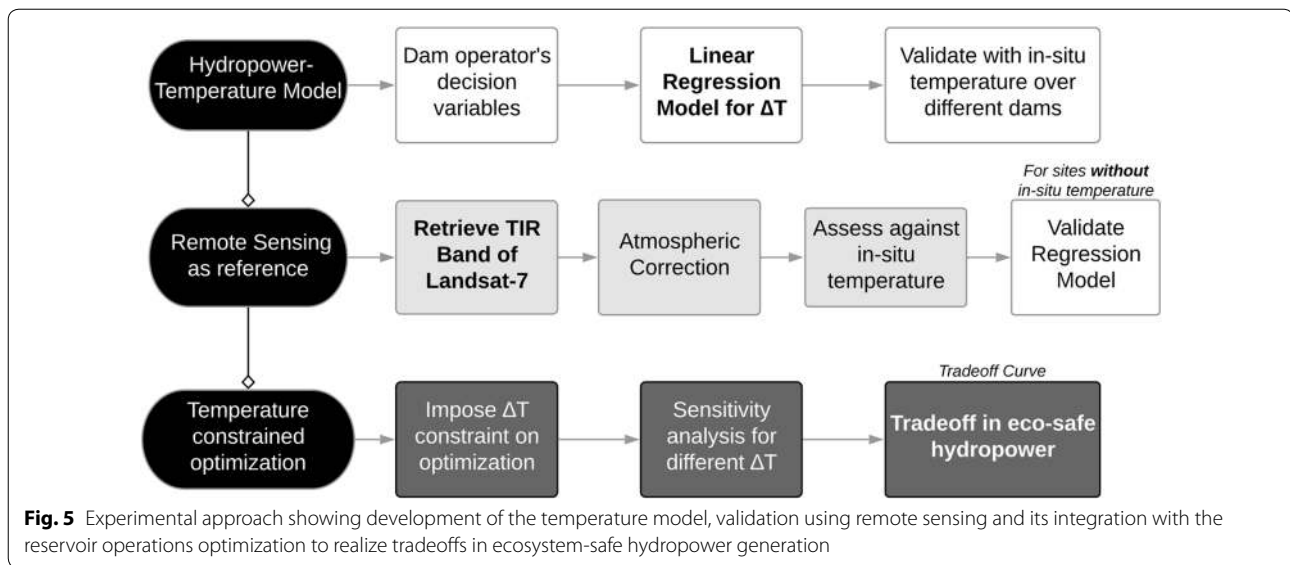 Hydropower-
Temperature Model
Dam operator's
decision
variables
Linear
Regression
Model for ΔT
Validate with in-situ
temperature over
different dams
For sites without
in-situ temperature
Remote Sensing
as reference
Retrieve TIR
Band of
Landsat-7
Atmospheric
Correction
Assess against
in-situ
temperature
Validate
Regression
Model
Tradeoff Curve
Temperature
constrained
optimization
Impose ΔT
constraint on
optimization
Sensitivity
analysis for
different ΔT
Tradeoff in eco-safe
hydropower
Fig. 5 Experimental approach showing development of the temperature model, validation using remote sensing and its integration with the
reservoir operations optimization to realize tradeoffs in ecosystem-safe hydropower generation